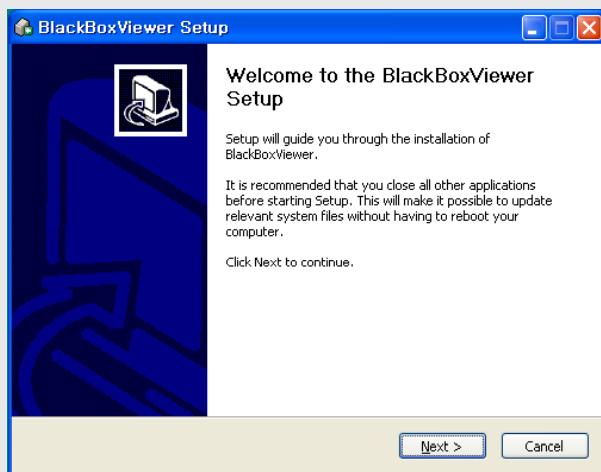 BlackBoxViewer Setup
Welcome to the BlackBoxViewer
Setup
Setup will guide you through the installation of
BlackBoxViewer.
It is recommended that you close all other applications
before starting Setup. This will make it possible to update
relevant system files without having to reboot your
computer.
Click Next to continue.
Next >
Cancel